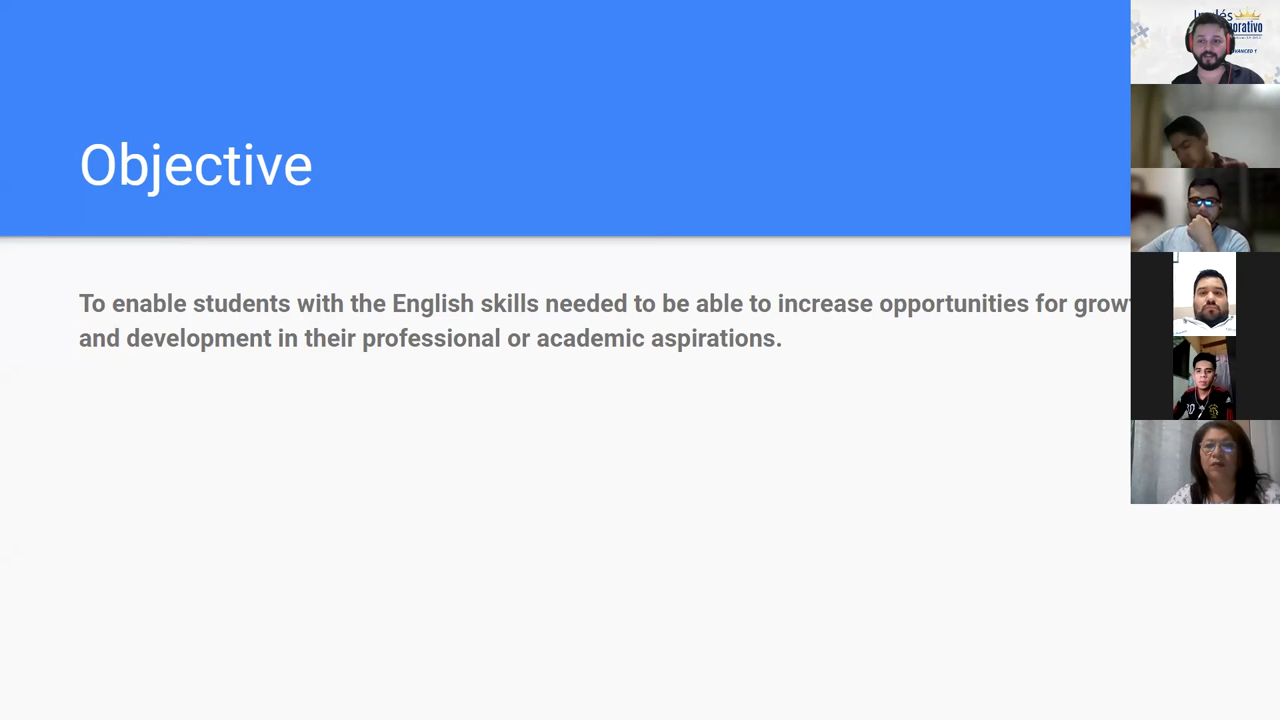 Objective
To enable students with the English skills needed to be able to increase opportunities for grow
and development in their professional or academic aspirations.